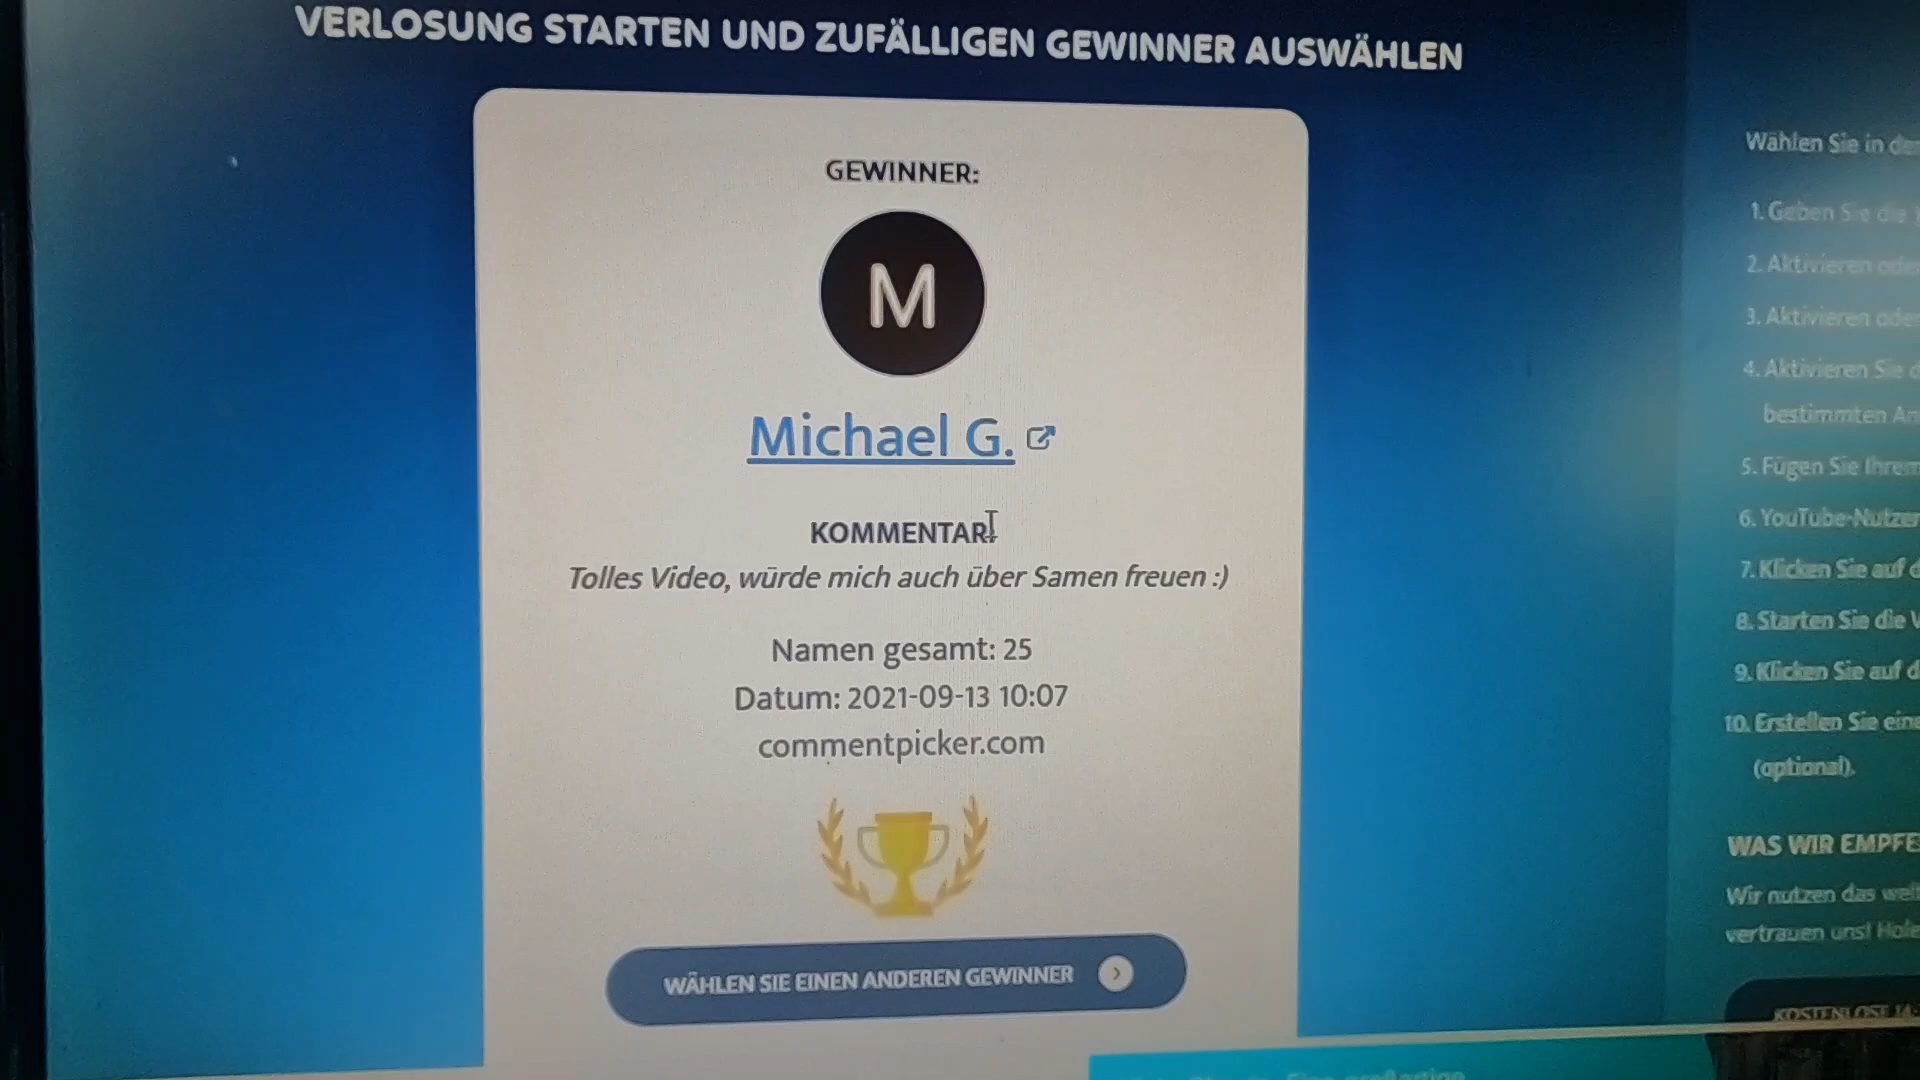 VERLOSUNG STARTEN UND ZUFÄLLIGEN GEWINNER AUSWÄHLEN
GEWINNER:
M
Michael G.
KOMMENTAR:
Tolles Video, würde mich auch über Samen freuen :)
Namen gesamt: 25
Datum: 2021-09-13 10:07
commentpicker.com
WÄHLEN SIE EINEN ANDEREN GEWINNER
Wählen Sie in
1. Geben Sie die
2. Aktivieren
3. Aktivieren
4. Aktivieren Sie
bestimmten
5. Fügen Sie Ihrem
6. YouTube-Nutzer
7. Klicken Sie auf
8. Starten Sie die
9. Klicken Sie auf
10. Erstellen Sie
(optional).
WAS WIR
Wir nutzen das
vertrauen uns!